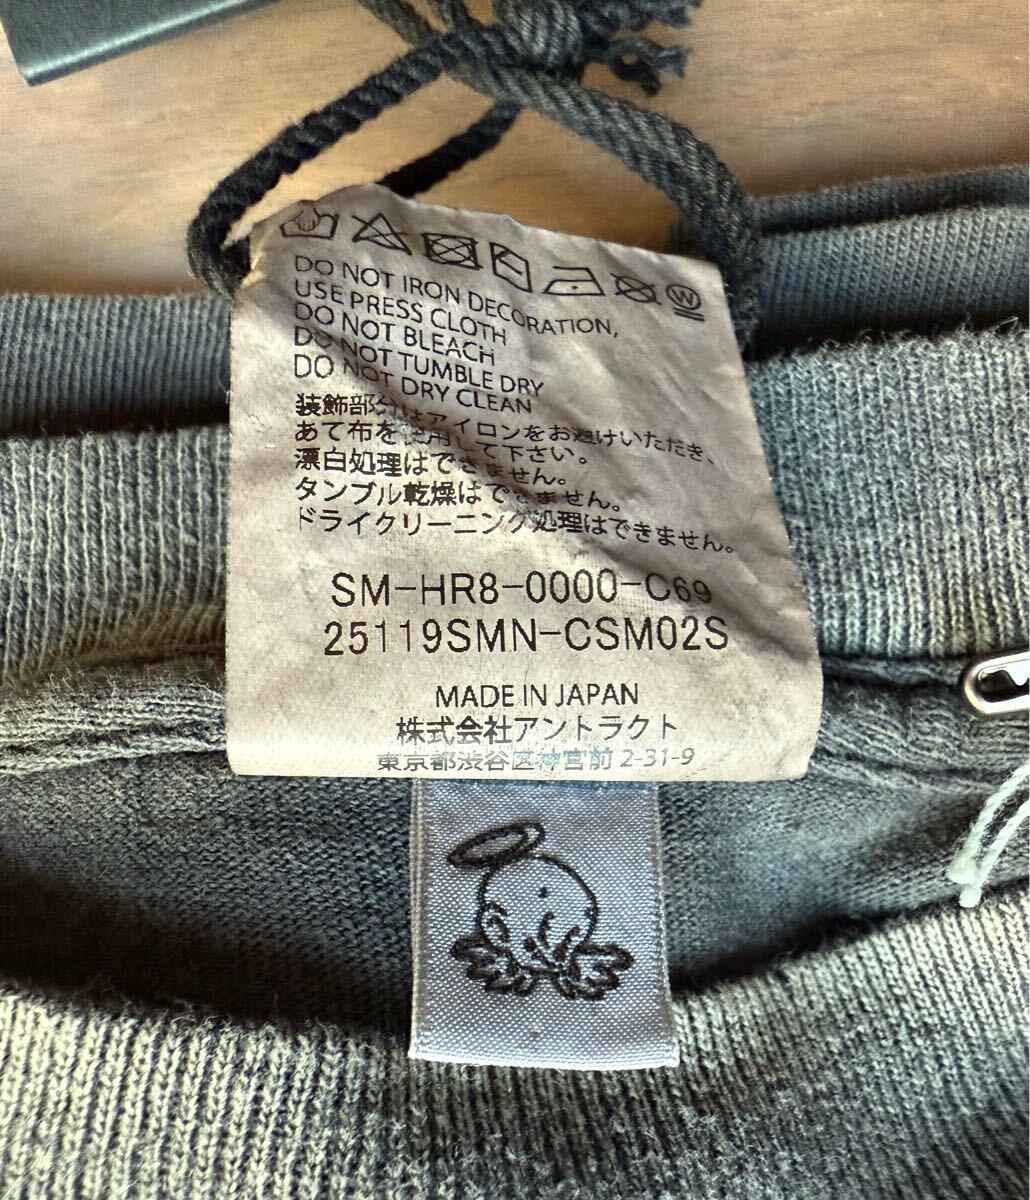 W
DO NOT IRON DECORATION,
USE PRESS CLOTH
DO NOT BLEACH
DO NOT TUMBLE DRY
DO NOT DRY CLEAN
装飾部分はアイロンをお避けいただき、
あて布を使用して下さい。
漂白処理はできません。
タンブル乾燥はできません。
ドライクリーニング処理はできません。
SM-HR8-0000-C69
25119SMN-CSM02S
MADE IN JAPAN
株式会社アントラクト
東京都渋谷区神宮前 2-31-9